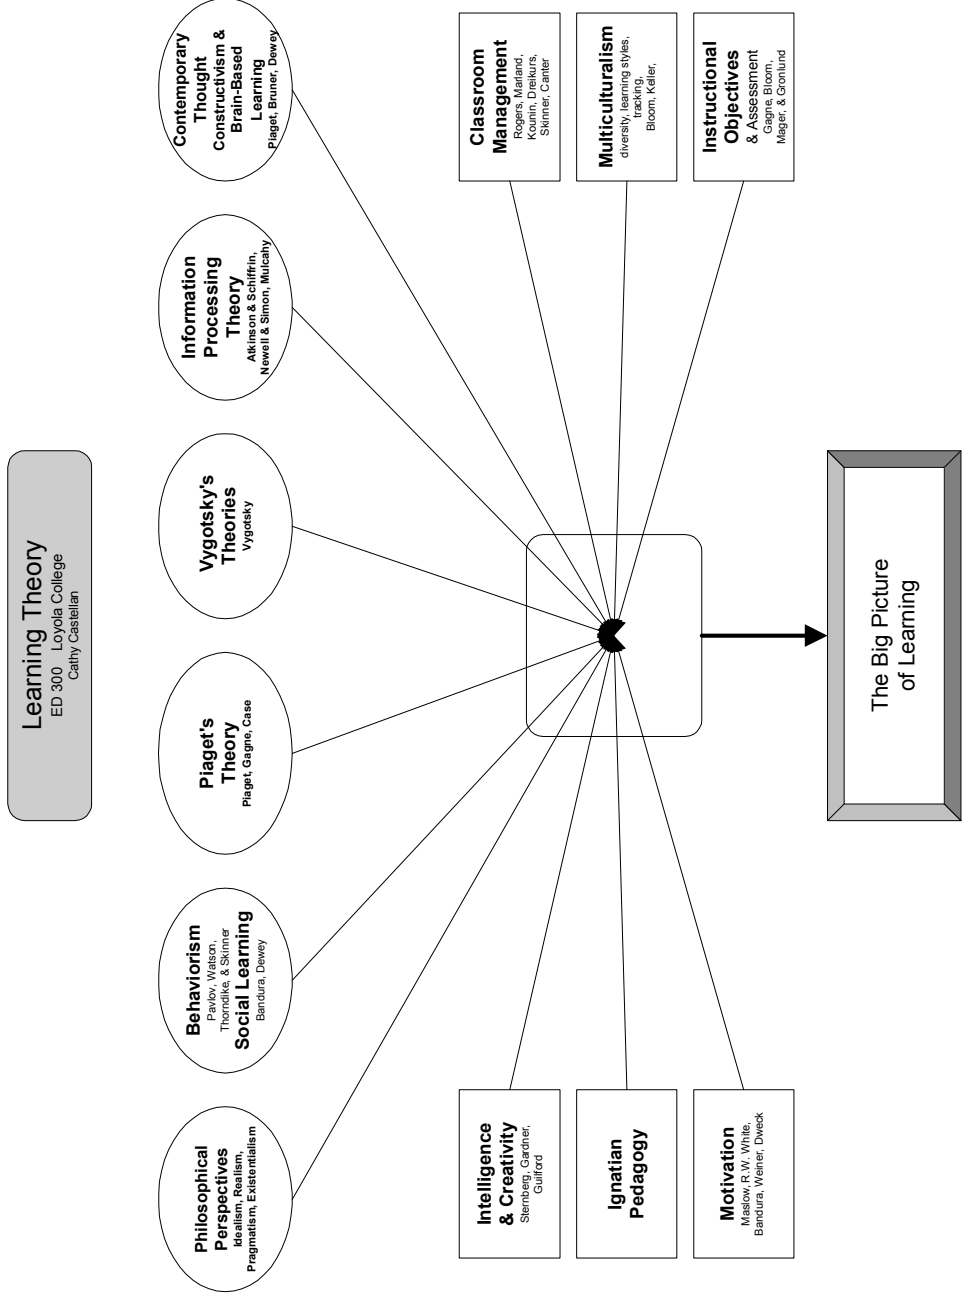 Learning Theory
ED 300    Loyola College
Cathy Castellan
Philosophical
Perspectives
Idealism, Realism,
Pragmatism, Existentialism
Behaviorism
Pavlov, Watson,
Thorndike, & Skinner
Social Learning
Bandura, Dewey
Piaget's
Theory
Piaget, Gagne, Case
Vygotsky's
Theories
Vygotsky
Information
Processing
Theory
Atkinson & Schiffrin,
Newell & Simon, Mulcahy
Contemporary
Thought
Constructivism &
Brain-Based
Learning
Piaget, Bruner, Dewey
Intelligence
& Creativity
Sternberg, Gardner,
Guilford
Ignatian
Pedagogy
Motivation
Maslow, R.W. White,
Bandura, Weiner, Dweck
Classroom
Management
Rogers, Marland,
Kounin, Dreikurs,
Skinner, Canter
Multiculturalism
diversity, learning styles,
tracking,
Bloom, Keller,
Instructional
Objectives
& Assessment
Gagne, Bloom,
Mager, & Gronlund
The Big Picture
of Learning